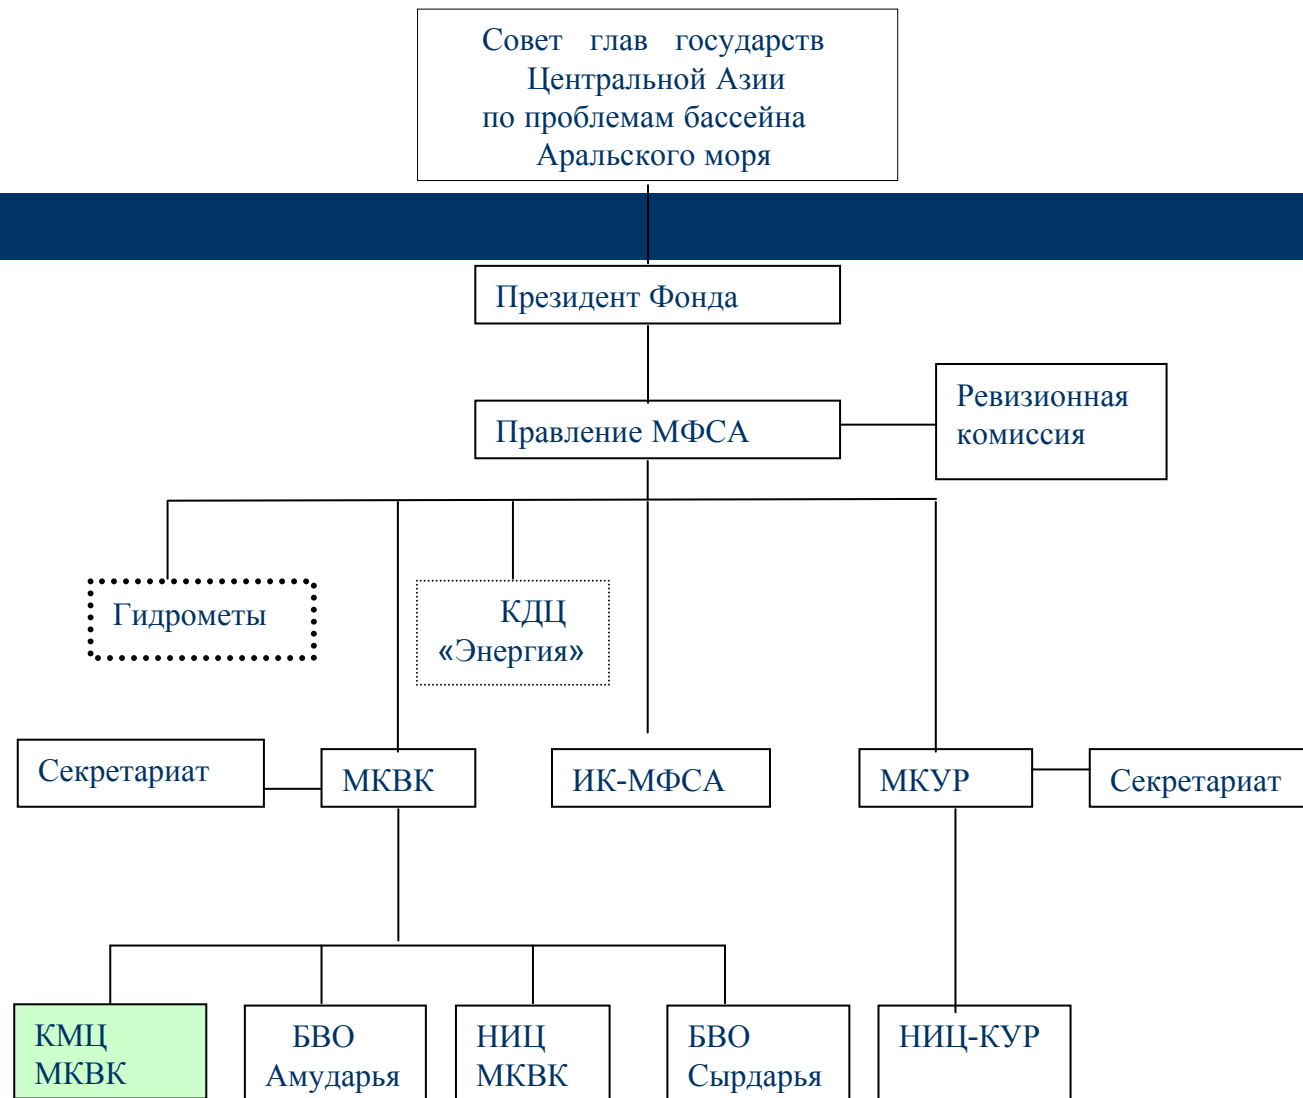 Совет глав государств
Центральной Азии
по проблемам бассейна
Аральского моря
Президент Фонда
Правление МФСА
Ревизионная
комиссия
Гидрометы
КДЦ
«Энергия»
Секретариат
МКВК
ИК-МФСА
МКУР
Секретариат
КМЦ
МКВК
БВО
Амударья
НИЦ
МКВК
БВО
Сырдарья
НИЦ-КУР